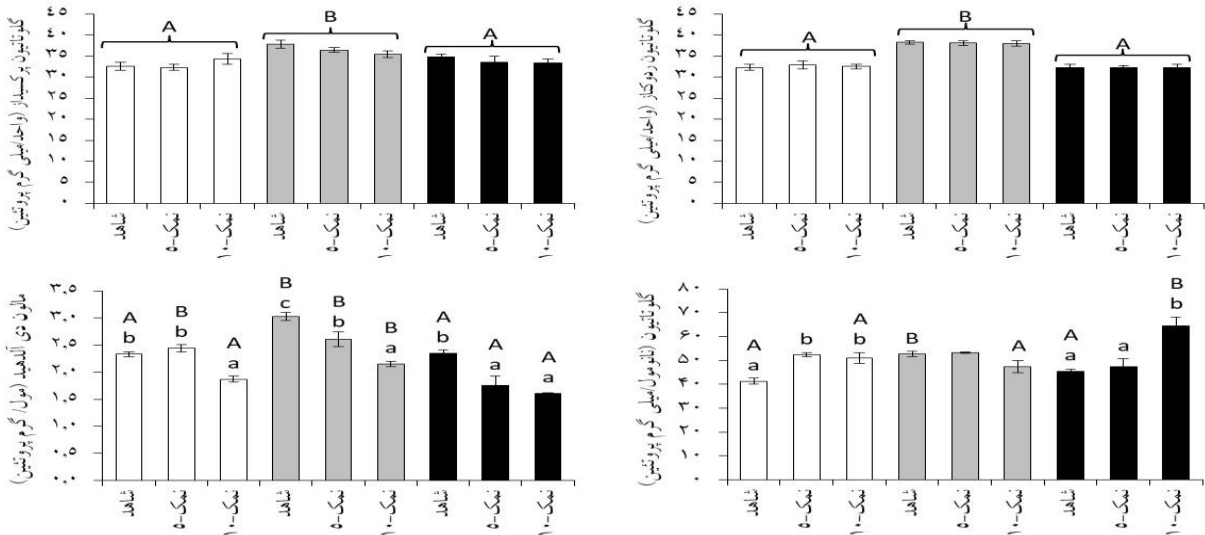 گلوتاتیون پرکسیداز (واحد/میلی گرم پروتئین)
۴۵
۴۰
۳۵
۳۰
۲۵
۲۰
۱۵
۱۰
۵
۰
A
B
A
شاهد
نمک-۵
نمک-۱۰
شاهد
نمک-۵
نمک-۱۰
شاهد
نمک-۵
نمک-۱۰
گلوتاتیون ردوکتاز (واحد/میلی گرم پروتئین)
۴۵
۴۰
۳۵
۳۰
۲۵
۲۰
۱۵
۱۰
۵
۰
A
B
A
شاهد
نمک-۵
نمک-۱۰
شاهد
نمک-۵
نمک-۱۰
شاهد
نمک-۵
نمک-۱۰
مالون دی آلدهید (مول/ گرم پروتئین)
۳.۵
۳.۰
۲.۵
۲.۰
۱.۵
۱.۰
۰.۵
۰.۰
A
b
B
b
A
a
B
c
B
b
B
a
A
b
A
a
A
a
شاهد
نمک-۵
نمک-۱۰
شاهد
نمک-۵
نمک-۱۰
شاهد
نمک-۵
نمک-۱۰
گلوتاتیون (نانومول/میلی گرم پروتئین)
۸۰
۷۰
۶۰
۵۰
۴۰
۳۰
۲۰
۱۰
۰
A
a
b
A
b
B
A
A
a
a
B
b
شاهد
نمک-۵
نمک-۱۰
شاهد
نمک-۵
نمک-۱۰
شاهد
نمک-۵
نمک-۱۰